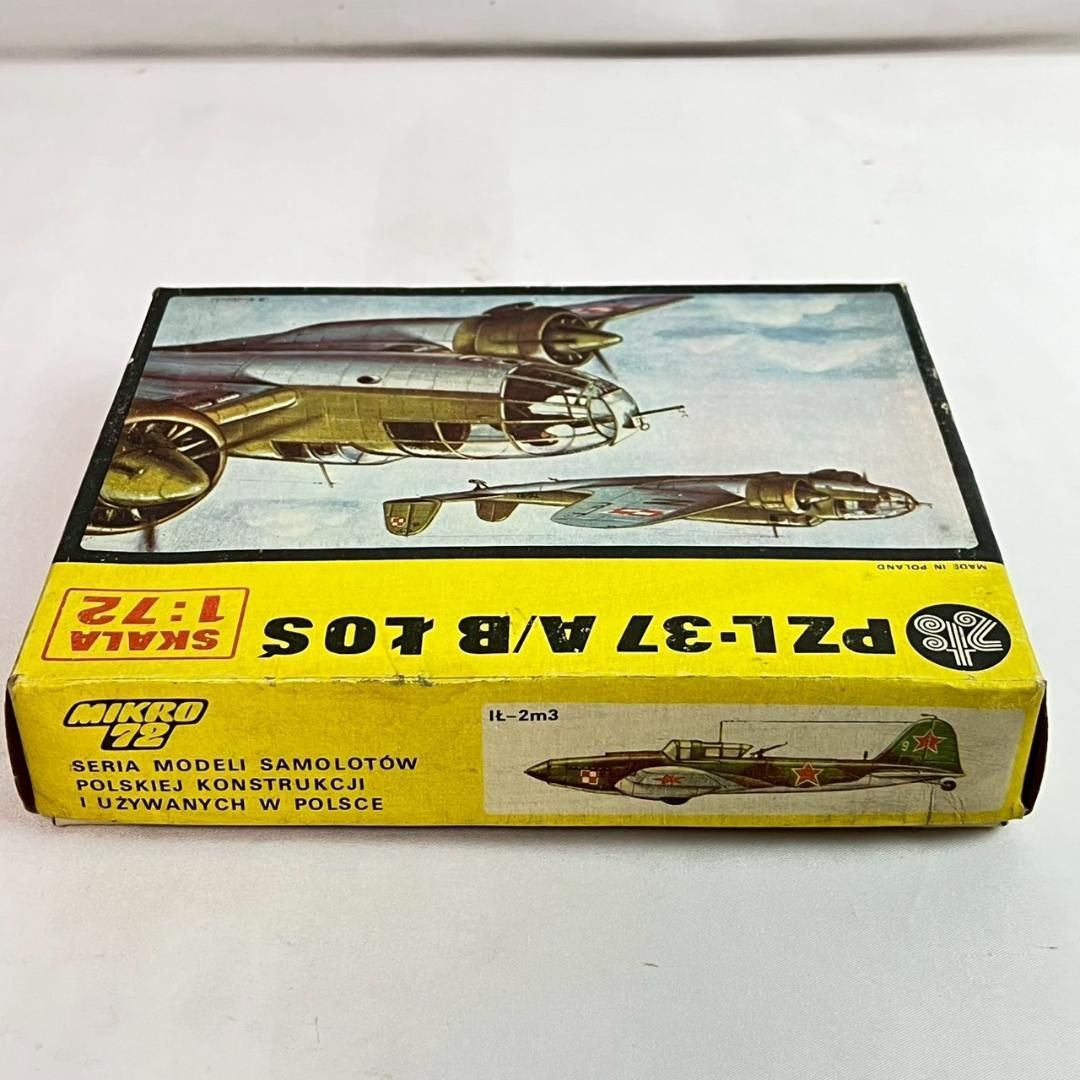 MADE IN POLAND
PZL-37 A/B ŁOŚ
SKALA
1:72
MIKRO
72
SERIA MODELI SAMOLOTÓW
POLSKIEJ KONSTRUKCJI
I UŻYWANYCH W POLSCE
IŁ-2m3
9